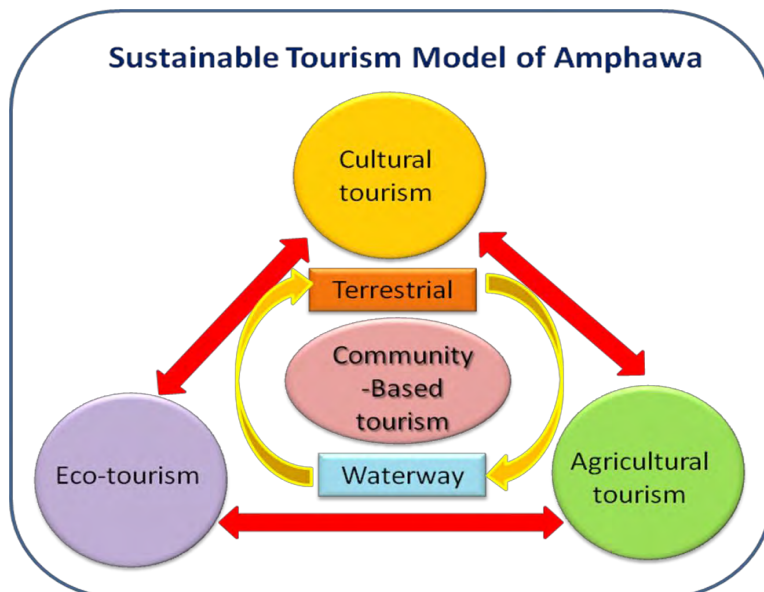 Sustainable Tourism Model of Amphawa
Cultural
tourism
Terrestrial
Community
-Based
tourism
Waterway
Eco-tourism
Agricultural
tourism